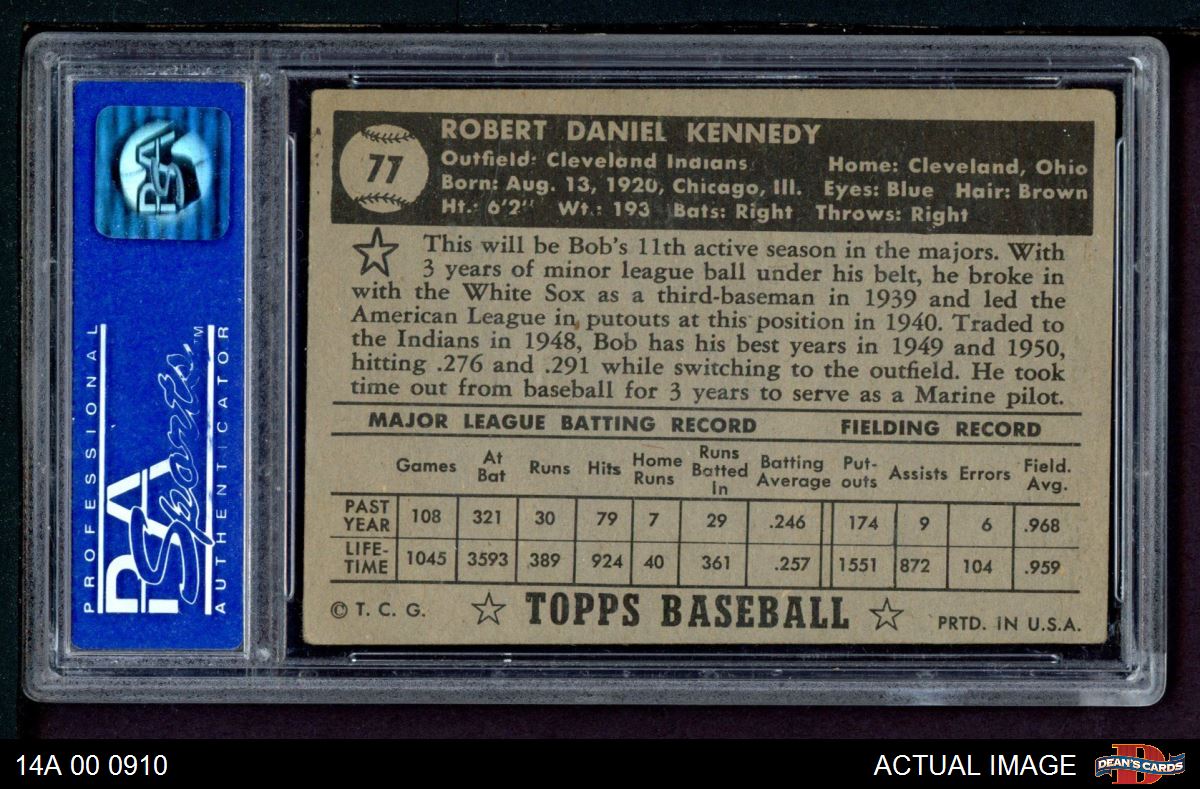 PSA
PROFESSIONAL
PSA
Sports ™
AUTHENTICATOR
77
ROBERT DANIEL KENNEDY
Outfield: Cleveland Indians Home: Cleveland, Ohio
Born: Aug. 13, 1920, Chicago, Ill. Eyes: Blue Hair: Brown
Ht.: 6'2" Wt.: 193 Bats: Right Throws: Right
This will be Bob's 11th active season in the majors. With
3 years of minor league ball under his belt, he broke in
with the White Sox as a third-baseman in 1939 and led the
American League in putouts at this position in 1940. Traded to
the Indians in 1948, Bob has his best years in 1949 and 1950,
hitting .276 and .291 while switching to the outfield. He took
time out from baseball for 3 years to serve as a Marine pilot.
MAJOR LEAGUE BATTING RECORD FIELDING RECORD
Games At Bat Runs Hits Home Runs Runs Batted In Batting Average Put-outs Assists Errors Field. Avg.
PAST YEAR 108 321 30 79 7 29 .246 174 9 6 .968
LIFE-TIME 1045 3593 389 924 40 361 .257 1551 872 104 .959
© T. C. G. TOPPS BASEBALL PRTD. IN U.S.A.
14A 00 0910 ACTUAL IMAGE
D
DEAN'S CARDS